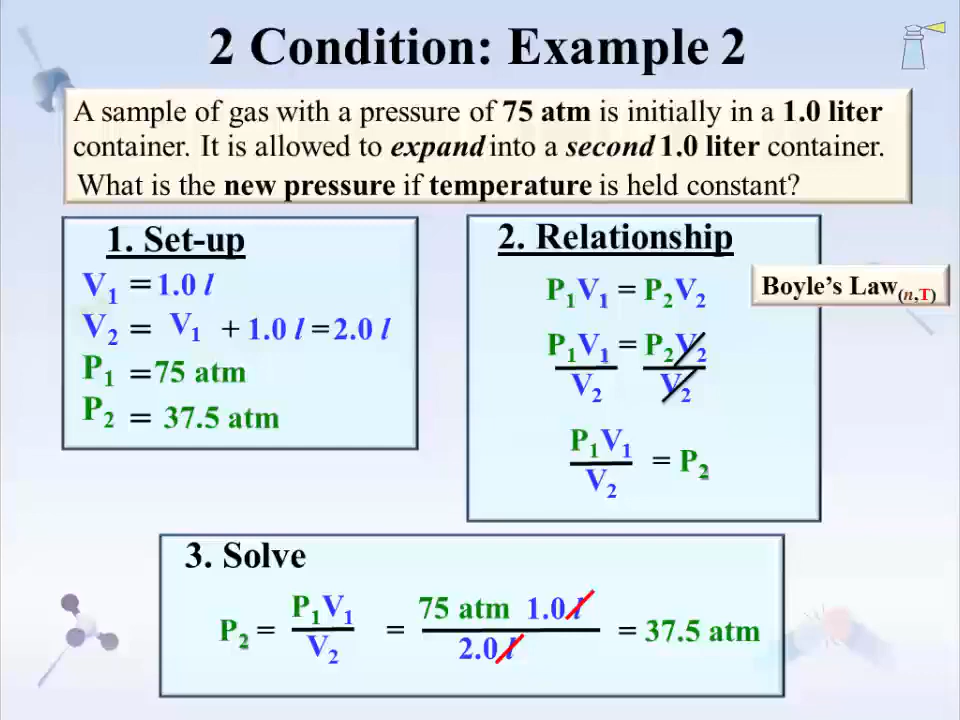 2 Condition: Example 2
A sample of gas with a pressure of 75 atm is initially in a 1.0 liter
container. It is allowed to expand into a second 1.0 liter container.
What is the new pressure if temperature is held constant?
1. Set-up
V₁ = 1.0 l
V₂ = V₁ + 1.0 l = 2.0 l
P₁ = 75 atm
P₂ = 37.5 atm
2. Relationship
P₁V₁ = P₂V₂
Boyle's Law(n,T)
P₁V₁ = P₂V₂
V₂ V₂
P₁V₁
= P₂
V₂
3. Solve
P₁V₁ 75 atm 1.0 l
P₂ = = = 37.5 atm
V₂ 2.0 l